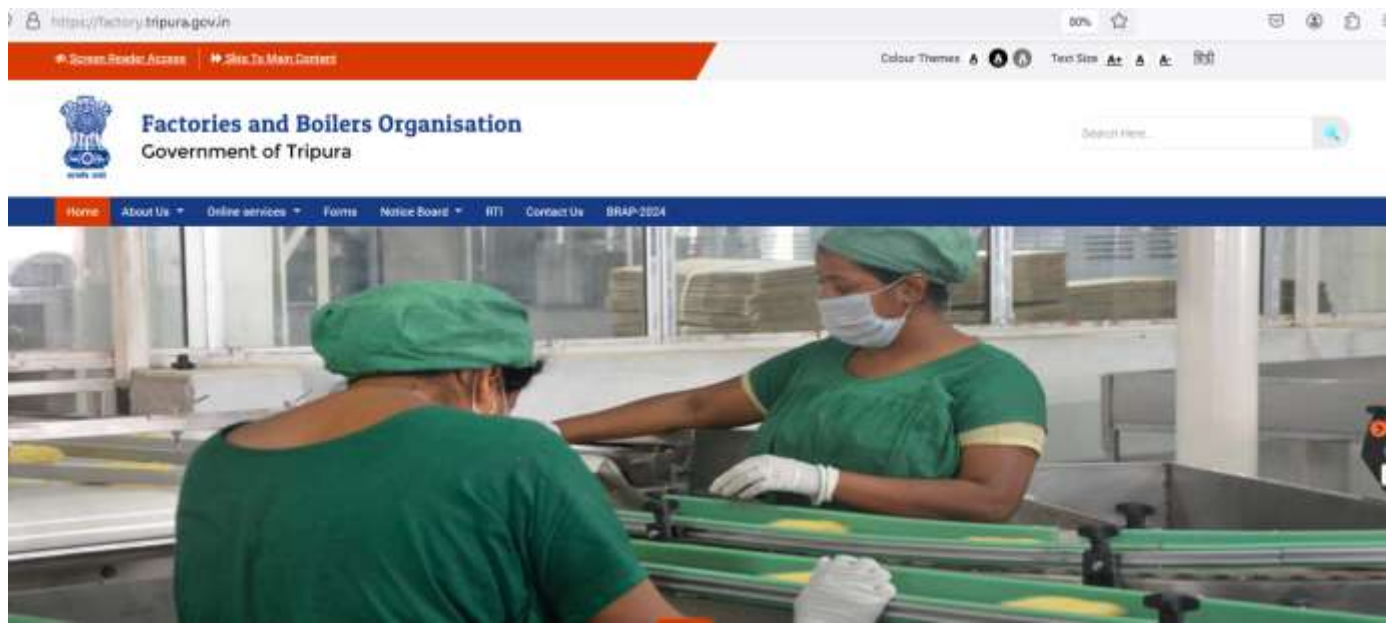 https://factory.tripura.gov.in
80%
Screen Reader Access
Skip To Main Content
Colour Themes A A A
Text Size A+ A A-
हिन्दी
Factories and Boilers Organisation
Government of Tripura
Search Here...
Home
About Us
Online services
Forms
Notice Board
RTI
Contact Us
BRAP-2024